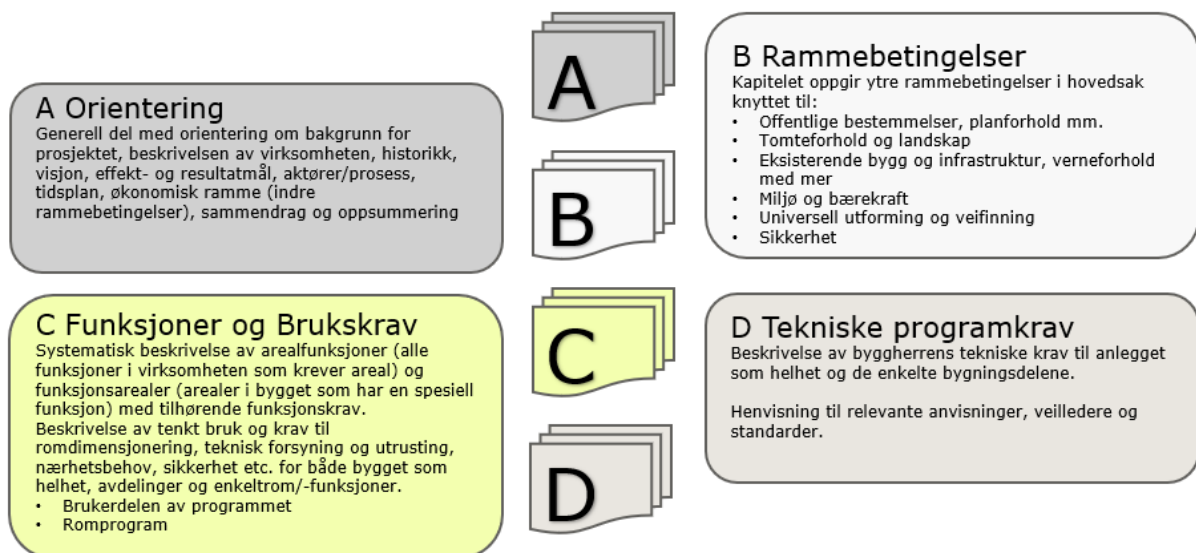 A Orientering
Generell del med orientering om bakgrunn for
prosjektet, beskrivelsen av virksomheten, historikk,
visjon, effekt- og resultatmål, aktører/prosess,
tidsplan, økonomisk ramme (indre
rammebetingelser), sammendrag og oppsummering
A
B Rammebetingelser
Kapitelet oppgir ytre rammebetingelser i hovedsak
knyttet til:
• Offentlige bestemmelser, planforhold mm.
• Tomteforhold og landskap
• Eksisterende bygg og infrastruktur, verneforhold
med mer
• Miljø og bærekraft
• Universell utforming og veifinning
• Sikkerhet
B
C Funksjoner og Brukskrav
Systematisk beskrivelse av arealfunksjoner (alle
funksjoner i virksomheten som krever areal) og
funksjonsarealer (arealer i bygget som har en spesiell
funksjon) med tilhørende funksjonskrav.
Beskrivelse av tenkt bruk og krav til
romdimensjonering, teknisk forsyning og utrusting,
nærhetsbehov, sikkerhet etc. for både bygget som
helhet, avdelinger og enkeltrom/-funksjoner.
• Brukerdelen av programmet
• Romprogram
C
D Tekniske programkrav
Beskrivelse av byggherrens tekniske krav til anlegget
som helhet og de enkelte bygningsdelene.
Henvisning til relevante anvisninger, veilledere og
standarder.
D